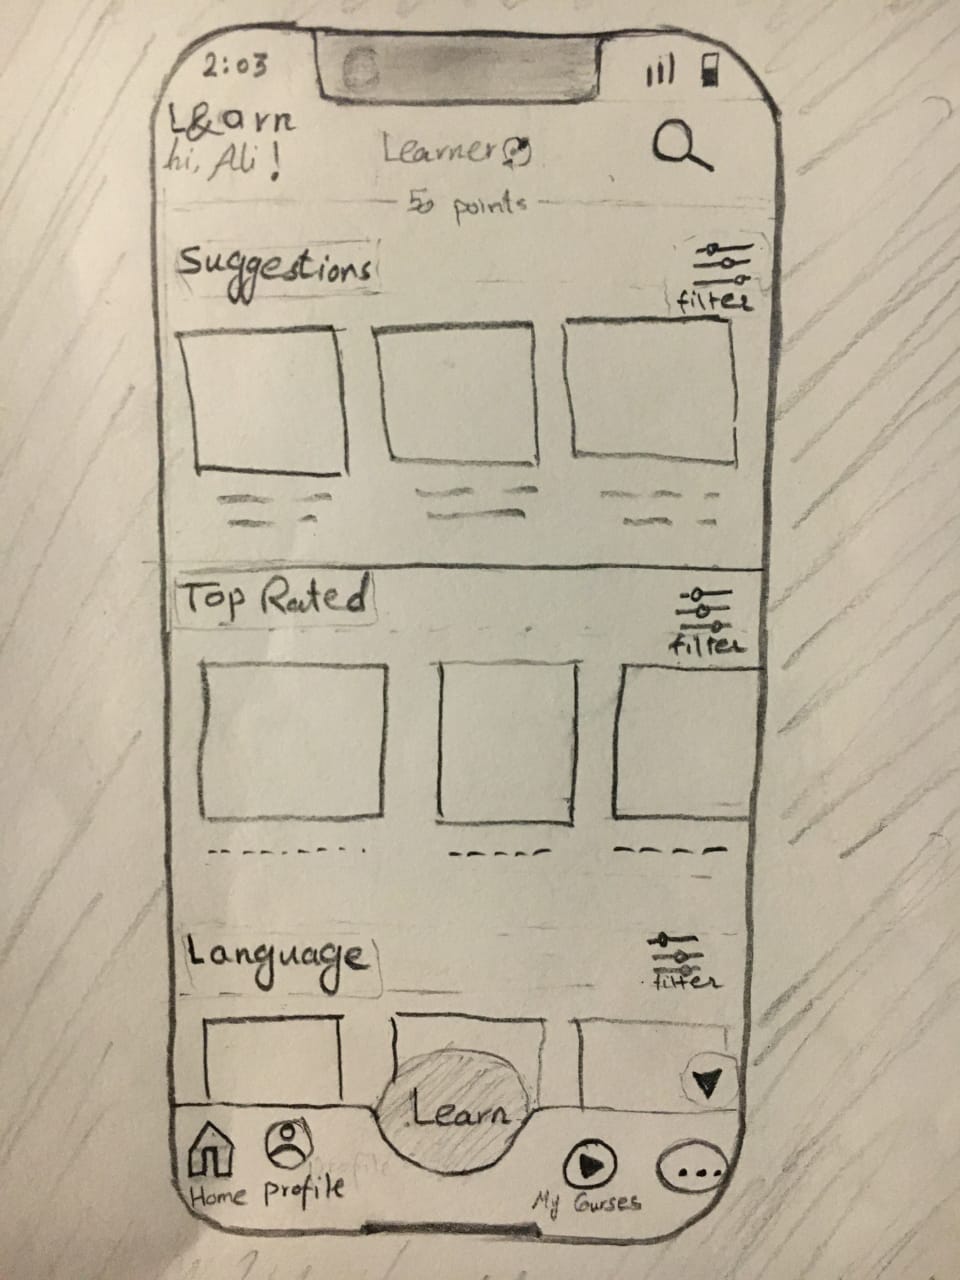 2:03
L&arn
hi, Ali!
Learner
50 points
Suggestions
filter
Top Rated
filter
Language
filter
Learn
Home
profile
profile
My Courses